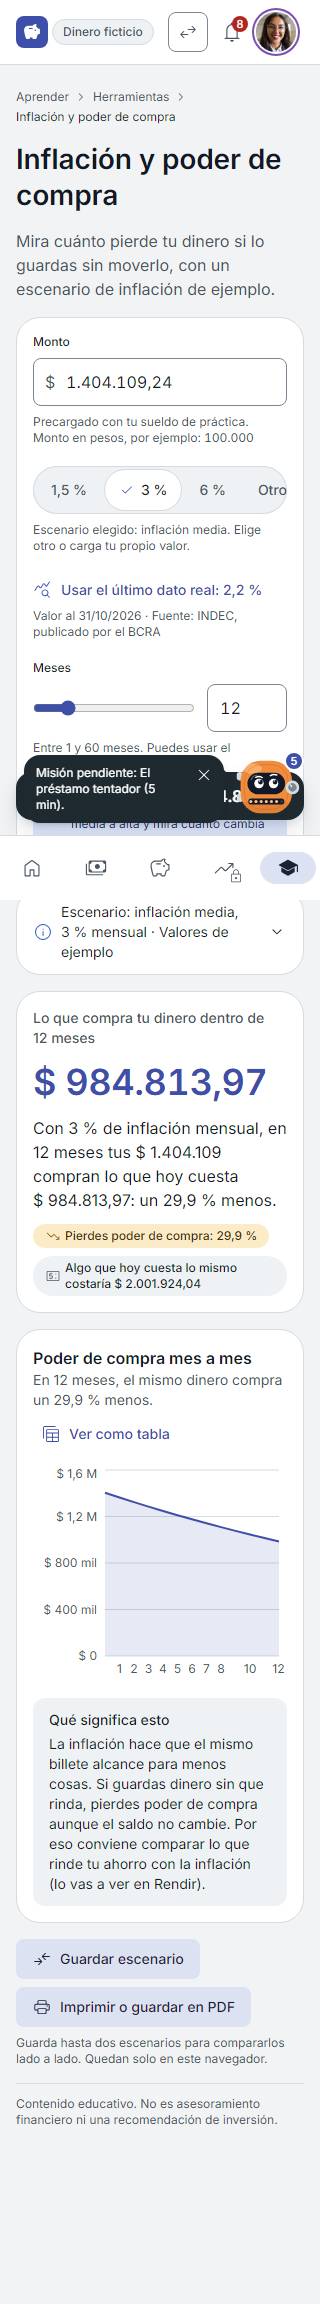 Dinero ficticio
8
Aprender > Herramientas >
Inflación y poder de compra
Inflación y poder de
compra
Mira cuánto pierde tu dinero si lo
guardas sin moverlo, con un
escenario de inflación de ejemplo.
Monto
$ 1.404.109,24
Precargado con tu sueldo de práctica.
Monto en pesos, por ejemplo: 100.000
1,5 % 3 % 6 % Otro
Escenario elegido: inflación media. Elige
otro o carga tu propio valor.
Usar el último dato real: 2,2 %
Valor al 31/10/2026 · Fuente: INDEC,
publicado por el BCRA
Meses
12
Entre 1 y 60 meses. Puedes usar el
5
Misión pendiente: El
préstamo tentador (5
min).
media a alta y mira cuánto cambia
Escenario: inflación media,
3 % mensual · Valores de
ejemplo
Lo que compra tu dinero dentro de
12 meses
$ 984.813,97
Con 3 % de inflación mensual, en
12 meses tus $ 1.404.109
compran lo que hoy cuesta
$ 984.813,97: un 29,9 % menos.
Pierdes poder de compra: 29,9 %
Algo que hoy cuesta lo mismo
costaría $ 2.001.924,04
Poder de compra mes a mes
En 12 meses, el mismo dinero compra
un 29,9 % menos.
Ver como tabla
$ 1,6 M
$ 1,2 M
$ 800 mil
$ 400 mil
$ 0
1 2 3 4 5 6 7 8 10 12
Qué significa esto
La inflación hace que el mismo
billete alcance para menos
cosas. Si guardas dinero sin que
rinda, pierdes poder de compra
aunque el saldo no cambie. Por
eso conviene comparar lo que
rinde tu ahorro con la inflación
(lo vas a ver en Rendir).
Guardar escenario
Imprimir o guardar en PDF
Guarda hasta dos escenarios para compararlos
lado a lado. Quedan solo en este navegador.
Contenido educativo. No es asesoramiento
financiero ni una recomendación de inversión.